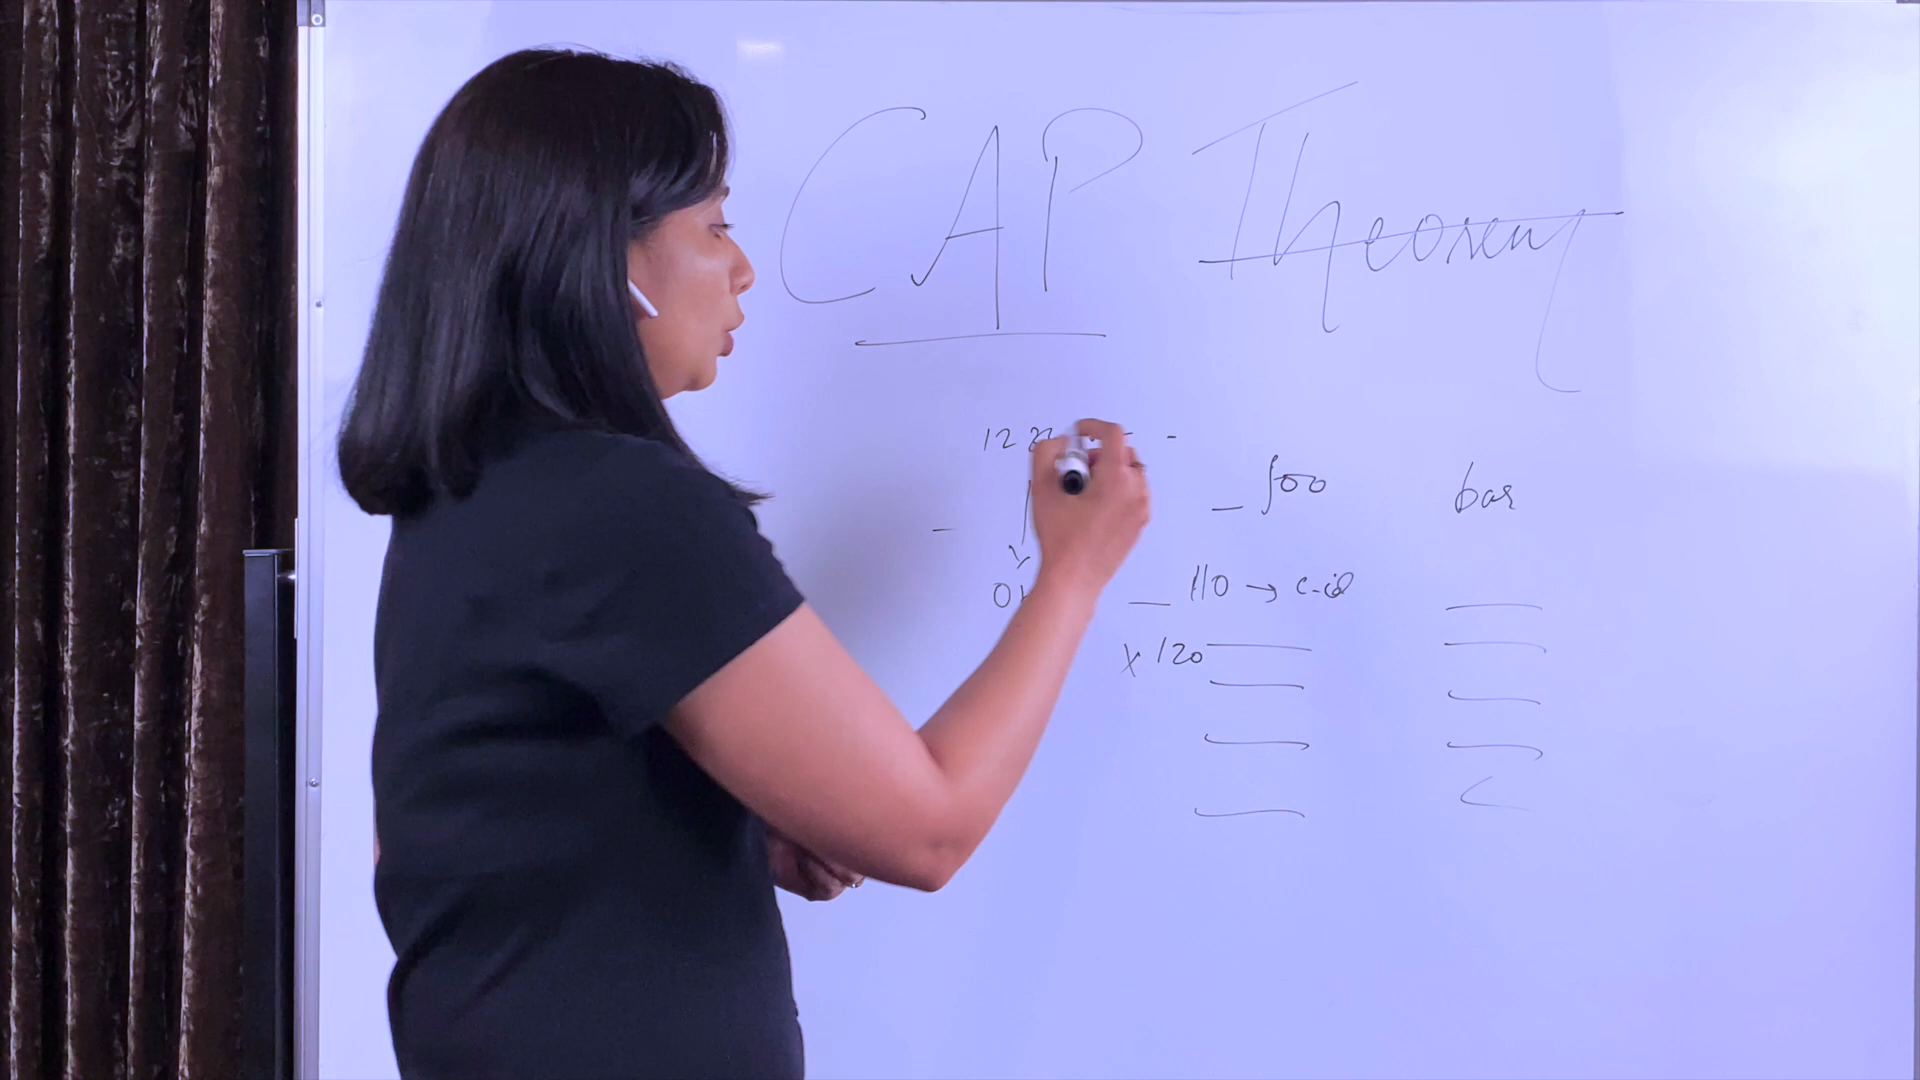 CAP Theorem
foo bar
110 → c-id
x 120